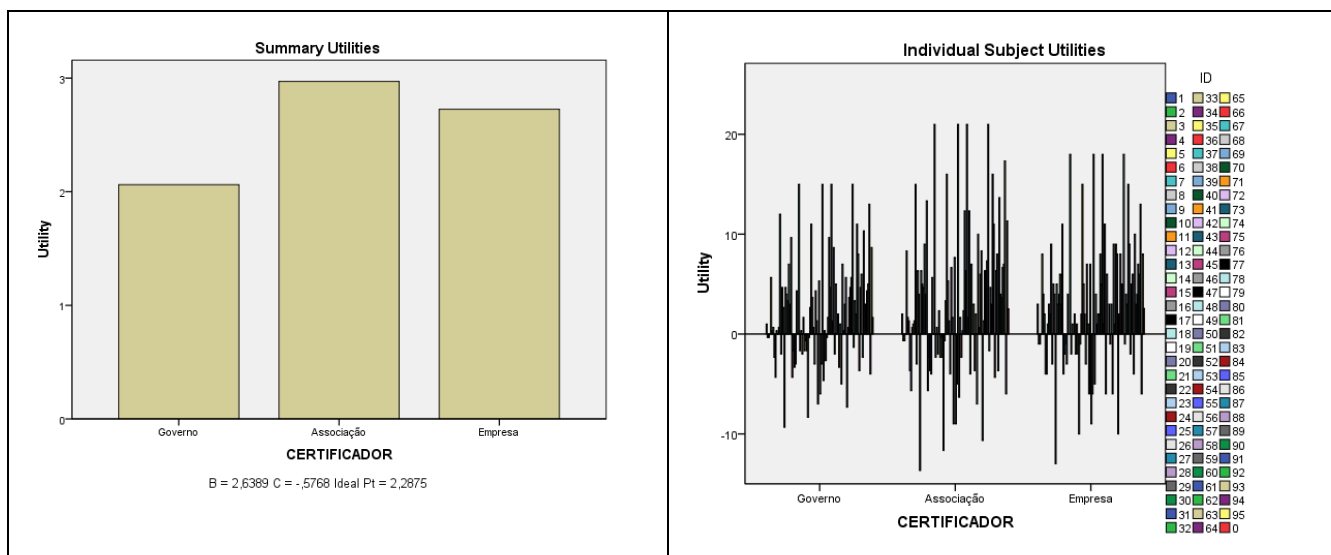 Summary Utilities
3
2
1
0
Utility
Governo Associação Empresa
CERTIFICADOR
B = 2,6389 C = -,5768 Ideal Pt = 2,2875
Individual Subject Utilities
20
10
0
-10
Utility
Governo Associação Empresa
CERTIFICADOR
ID
1 33 65
2 34 66
3 35 67
4 36 68
5 37 69
6 38 70
7 39 71
8 40 72
9 41 73
10 42 74
11 43 75
12 44 76
13 45 77
14 46 78
15 47 79
16 48 80
17 49 81
18 50 82
19 51 83
20 52 84
21 53 85
22 54 86
23 55 87
24 56 88
25 57 89
26 58 90
27 59 91
28 60 92
29 61 93
30 62 94
31 63 95
32 64 0